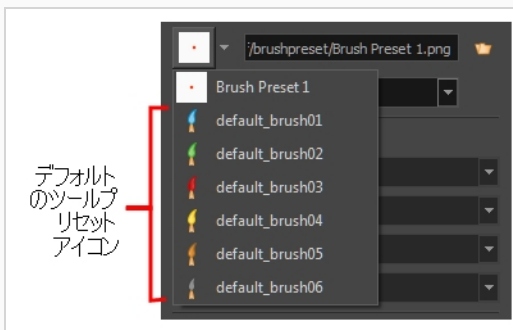 /brushpreset/Brush Preset 1.png
Brush Preset 1
default_brush01
default_brush02
default_brush03
default_brush04
default_brush05
default_brush06
デフォルト
のツールプ
リセット
アイコン